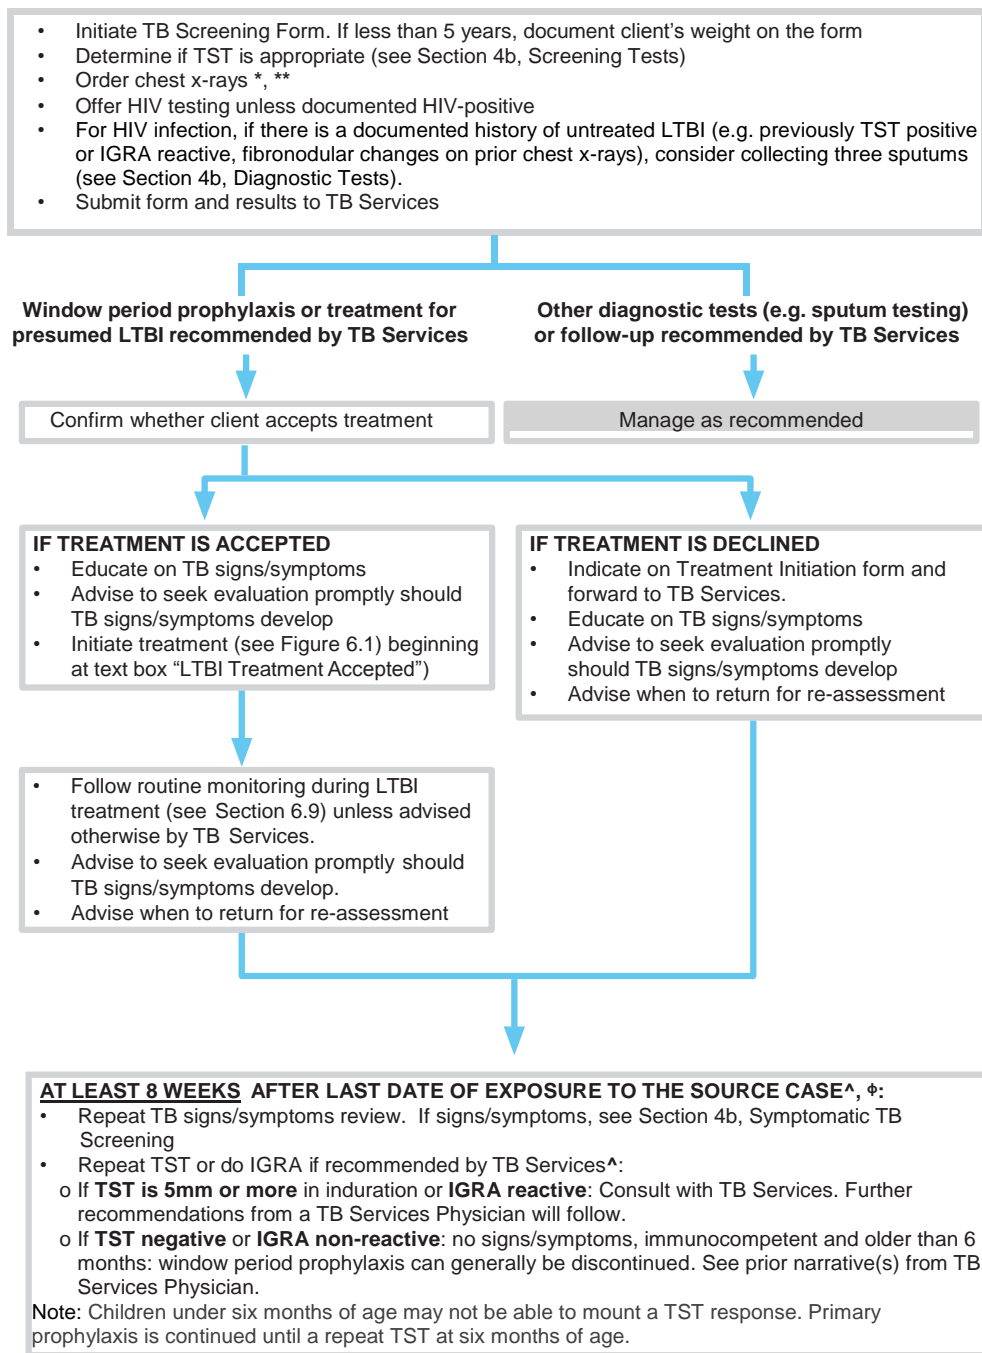 • Initiate TB Screening Form. If less than 5 years, document client's weight on the form
• Determine if TST is appropriate (see Section 4b, Screening Tests)
• Order chest x-rays *, **
• Offer HIV testing unless documented HIV-positive
• For HIV infection, if there is a documented history of untreated LTBI (e.g. previously TST positive
or IGRA reactive, fibronodular changes on prior chest x-rays), consider collecting three sputums
(see Section 4b, Diagnostic Tests).
• Submit form and results to TB Services
Window period prophylaxis or treatment for
presumed LTBI recommended by TB Services
Other diagnostic tests (e.g. sputum testing)
or follow-up recommended by TB Services
Confirm whether client accepts treatment
Manage as recommended
IF TREATMENT IS ACCEPTED
• Educate on TB signs/symptoms
• Advise to seek evaluation promptly should
TB signs/symptoms develop
• Initiate treatment (see Figure 6.1) beginning
at text box “LTBI Treatment Accepted”)
IF TREATMENT IS DECLINED
• Indicate on Treatment Initiation form and
forward to TB Services.
• Educate on TB signs/symptoms
• Advise to seek evaluation promptly
should TB signs/symptoms develop
• Advise when to return for re-assessment
• Follow routine monitoring during LTBI
treatment (see Section 6.9) unless advised
otherwise by TB Services.
• Advise to seek evaluation promptly should
TB signs/symptoms develop.
• Advise when to return for re-assessment
AT LEAST 8 WEEKS AFTER LAST DATE OF EXPOSURE TO THE SOURCE CASE^, ᶲ:
• Repeat TB signs/symptoms review. If signs/symptoms, see Section 4b, Symptomatic TB
Screening
• Repeat TST or do IGRA if recommended by TB Services^:
o If TST is 5mm or more in induration or IGRA reactive: Consult with TB Services. Further
recommendations from a TB Services Physician will follow.
o If TST negative or IGRA non-reactive: no signs/symptoms, immunocompetent and older than 6
months: window period prophylaxis can generally be discontinued. See prior narrative(s) from TB
Services Physician.
Note: Children under six months of age may not be able to mount a TST response. Primary
prophylaxis is continued until a repeat TST at six months of age.